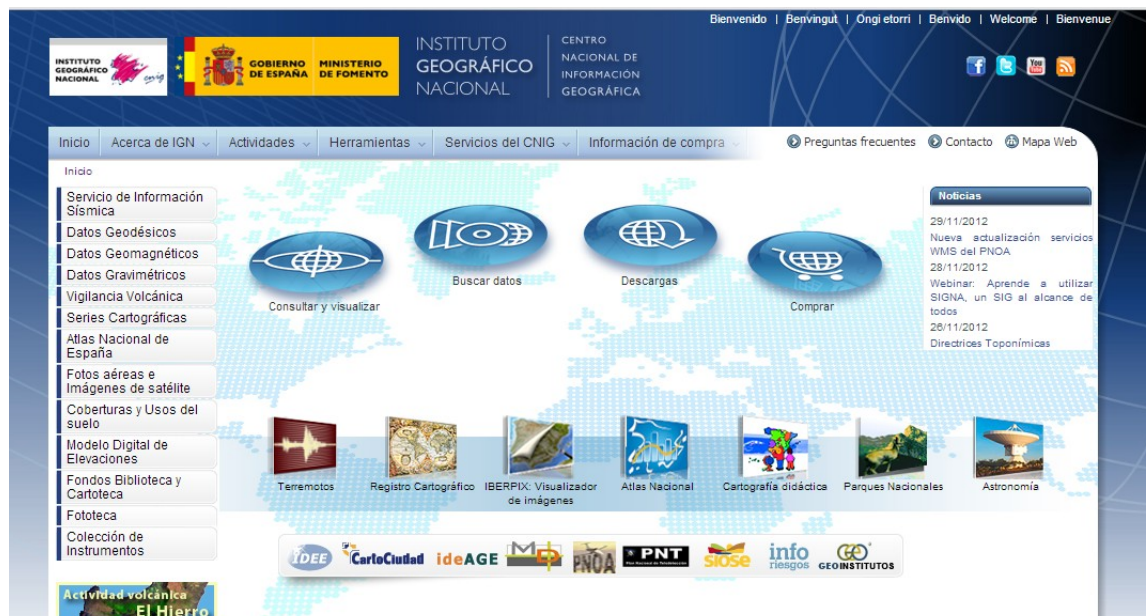 Bienvenido | Benvingut | Ongi etorri | Benvido | Welcome | Bienvenue
INSTITUTO
GEOGRÁFICO
NACIONAL
cnig
GOBIERNO
DE ESPAÑA
MINISTERIO
DE FOMENTO
INSTITUTO
GEOGRÁFICO
NACIONAL
CENTRO
NACIONAL DE
INFORMACIÓN
GEOGRÁFICA
You
Inicio
Acerca de IGN
Actividades
Herramientas
Servicios del CNIG
Información de compra
Preguntas frecuentes
Contacto
Mapa Web
Inicio
Servicio de Información
Sísmica
Datos Geodésicos
Datos Geomagnéticos
Datos Gravimétricos
Vigilancia Volcánica
Series Cartográficas
Atlas Nacional de
España
Fotos aéreas e
Imágenes de satélite
Coberturas y Usos del
suelo
Modelo Digital de
Elevaciones
Fondos Biblioteca y
Cartoteca
Fototeca
Colección de
Instrumentos
Actividad volcánica
El Hierro
Consultar y visualizar
Buscar datos
Descargas
Comprar
Noticias
29/11/2012
Nueva actualización servicios
WMS del PNOA
28/11/2012
Webinar: Aprende a utilizar
SIGNA, un SIG al alcance de
todos
26/11/2012
Directrices Toponímicas
Terremotos
Registro Cartográfico
IBERPIX: Visualizador
de imágenes
Atlas Nacional
Cartografía didáctica
Parques Nacionales
Astronomía
iDEE
CartoCiudad
ideAGE
PNOA
PNT
Plan Nacional de Teledetección
siose
info
riesgos
GEOINSTITUTOS